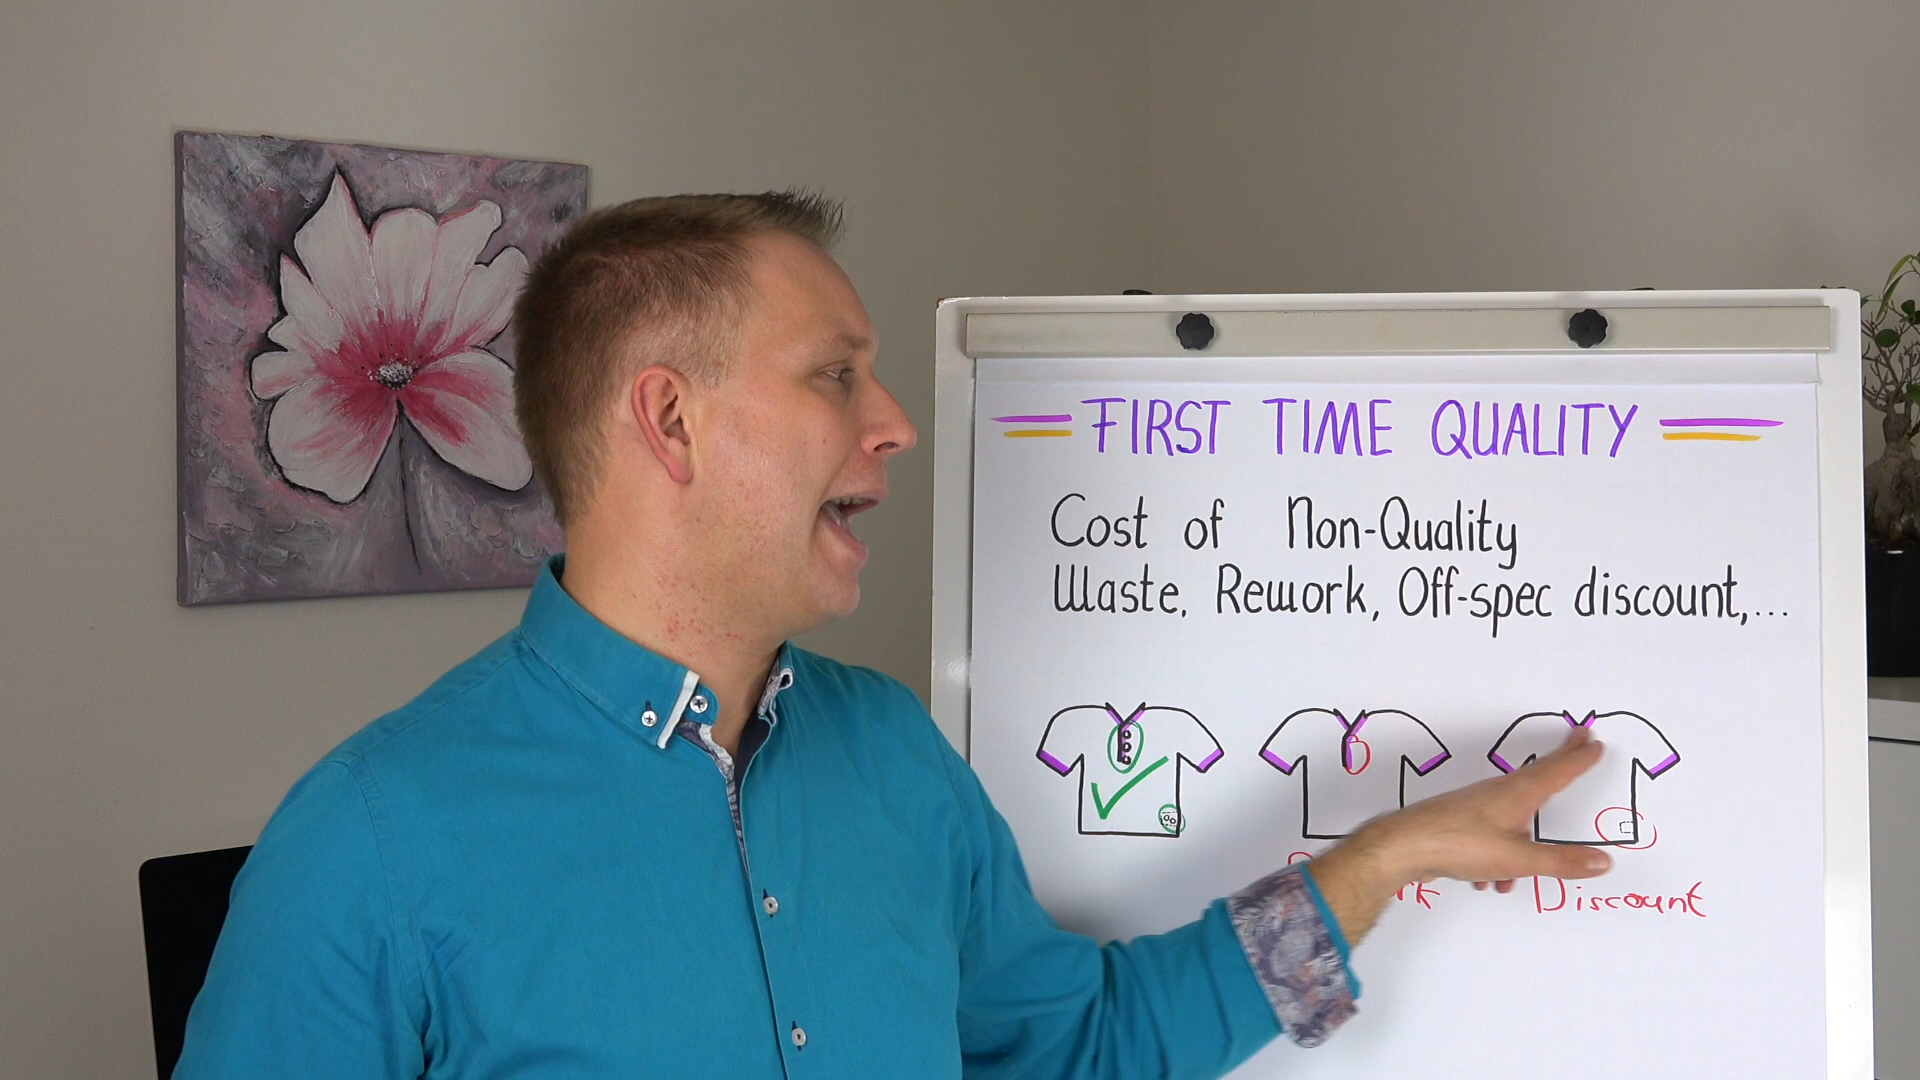 FIRST TIME QUALITY
Cost of Non-Quality
Waste, Rework, Off-spec discount,...
Discount